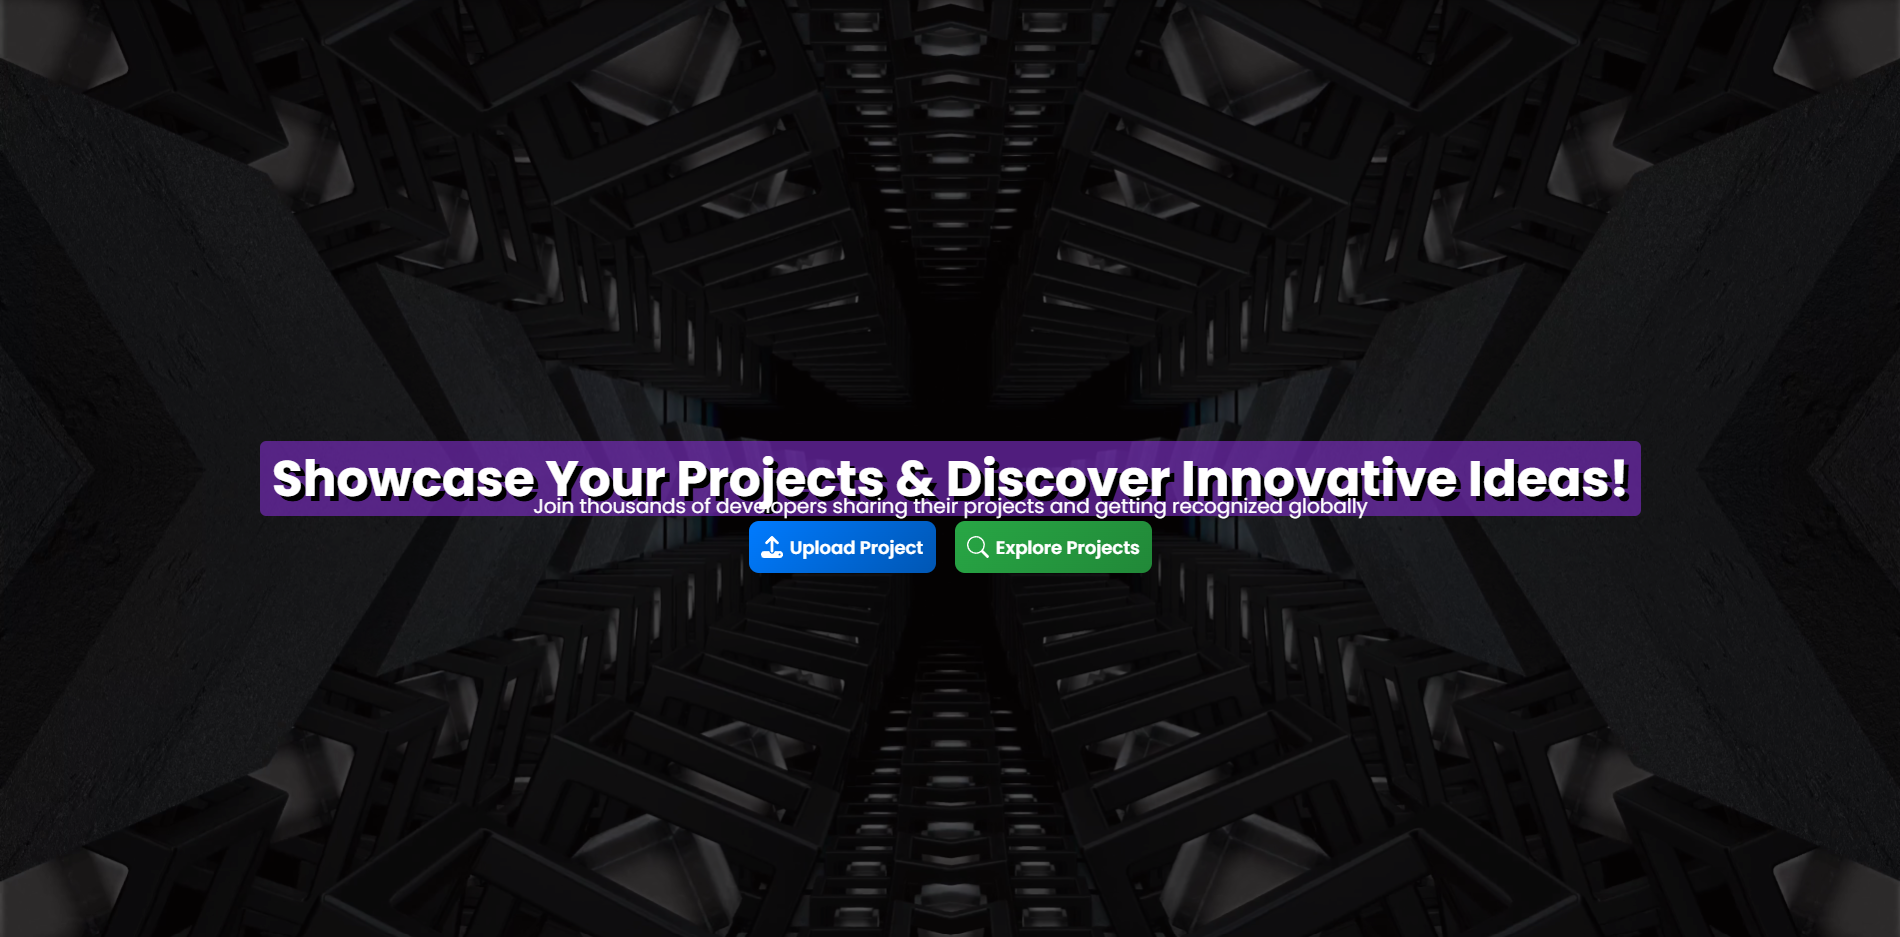 Showcase Your Projects & Discover Innovative Ideas!
Join thousands of developers sharing their projects and getting recognized globally
Upload Project
Explore Projects